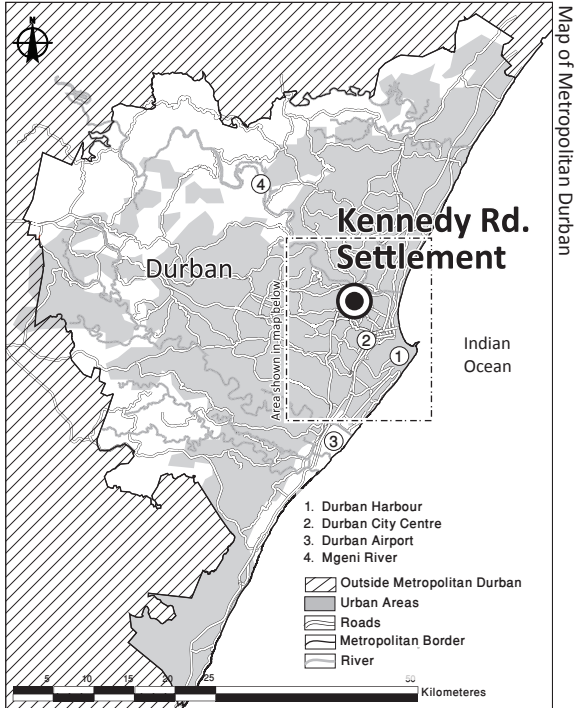 Map of Metropolitan Durban
N
4
Kennedy Rd.
Settlement
Durban
Area shown in map below
2
1
Indian
Ocean
3
1. Durban Harbour
2. Durban City Centre
3. Durban Airport
4. Mgeni River
Outside Metropolitan Durban
Urban Areas
Roads
Metropolitan Border
River
5 10 15 20 25 50
Kilometeres